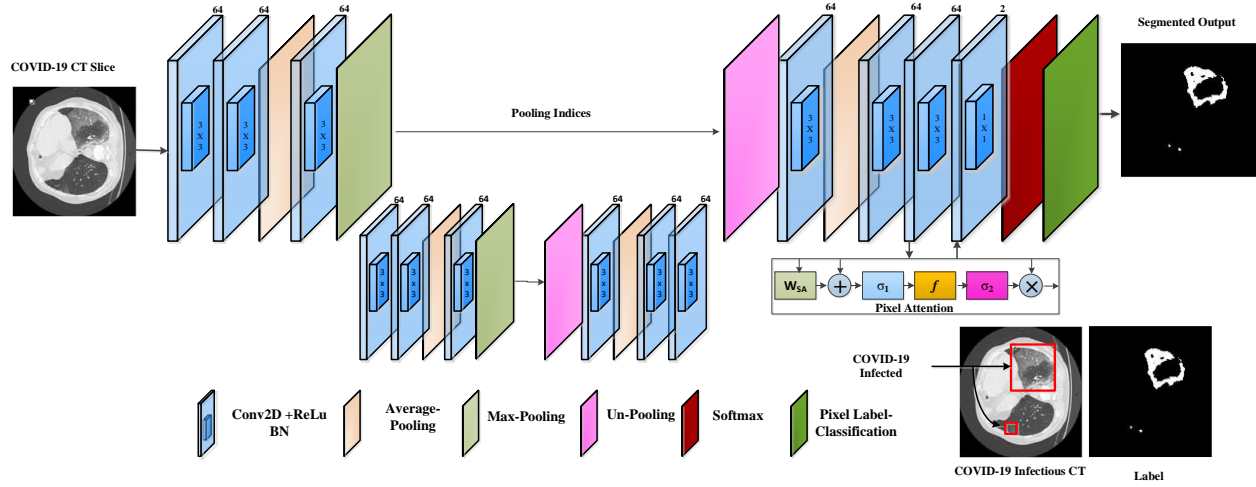 64
64
64
64
64
64
2
Segmented Output
COVID-19 CT Slice
3 X 3
3 X 3
3 X 3
3 X 3
3 X 3
3 X 3
1 X 1
Pooling Indices
64
64
64
64
64
64
3 x 3
3 x 3
3 x 3
3 x 3
3 x 3
3 x 3
W_SA
+
σ1
f
σ2
×
Pixel Attention
COVID-19
Infected
Conv2D +ReLu
BN
Average-
Pooling
Max-Pooling
Un-Pooling
Softmax
Pixel Label-
Classification
COVID-19 Infectious CT
Label